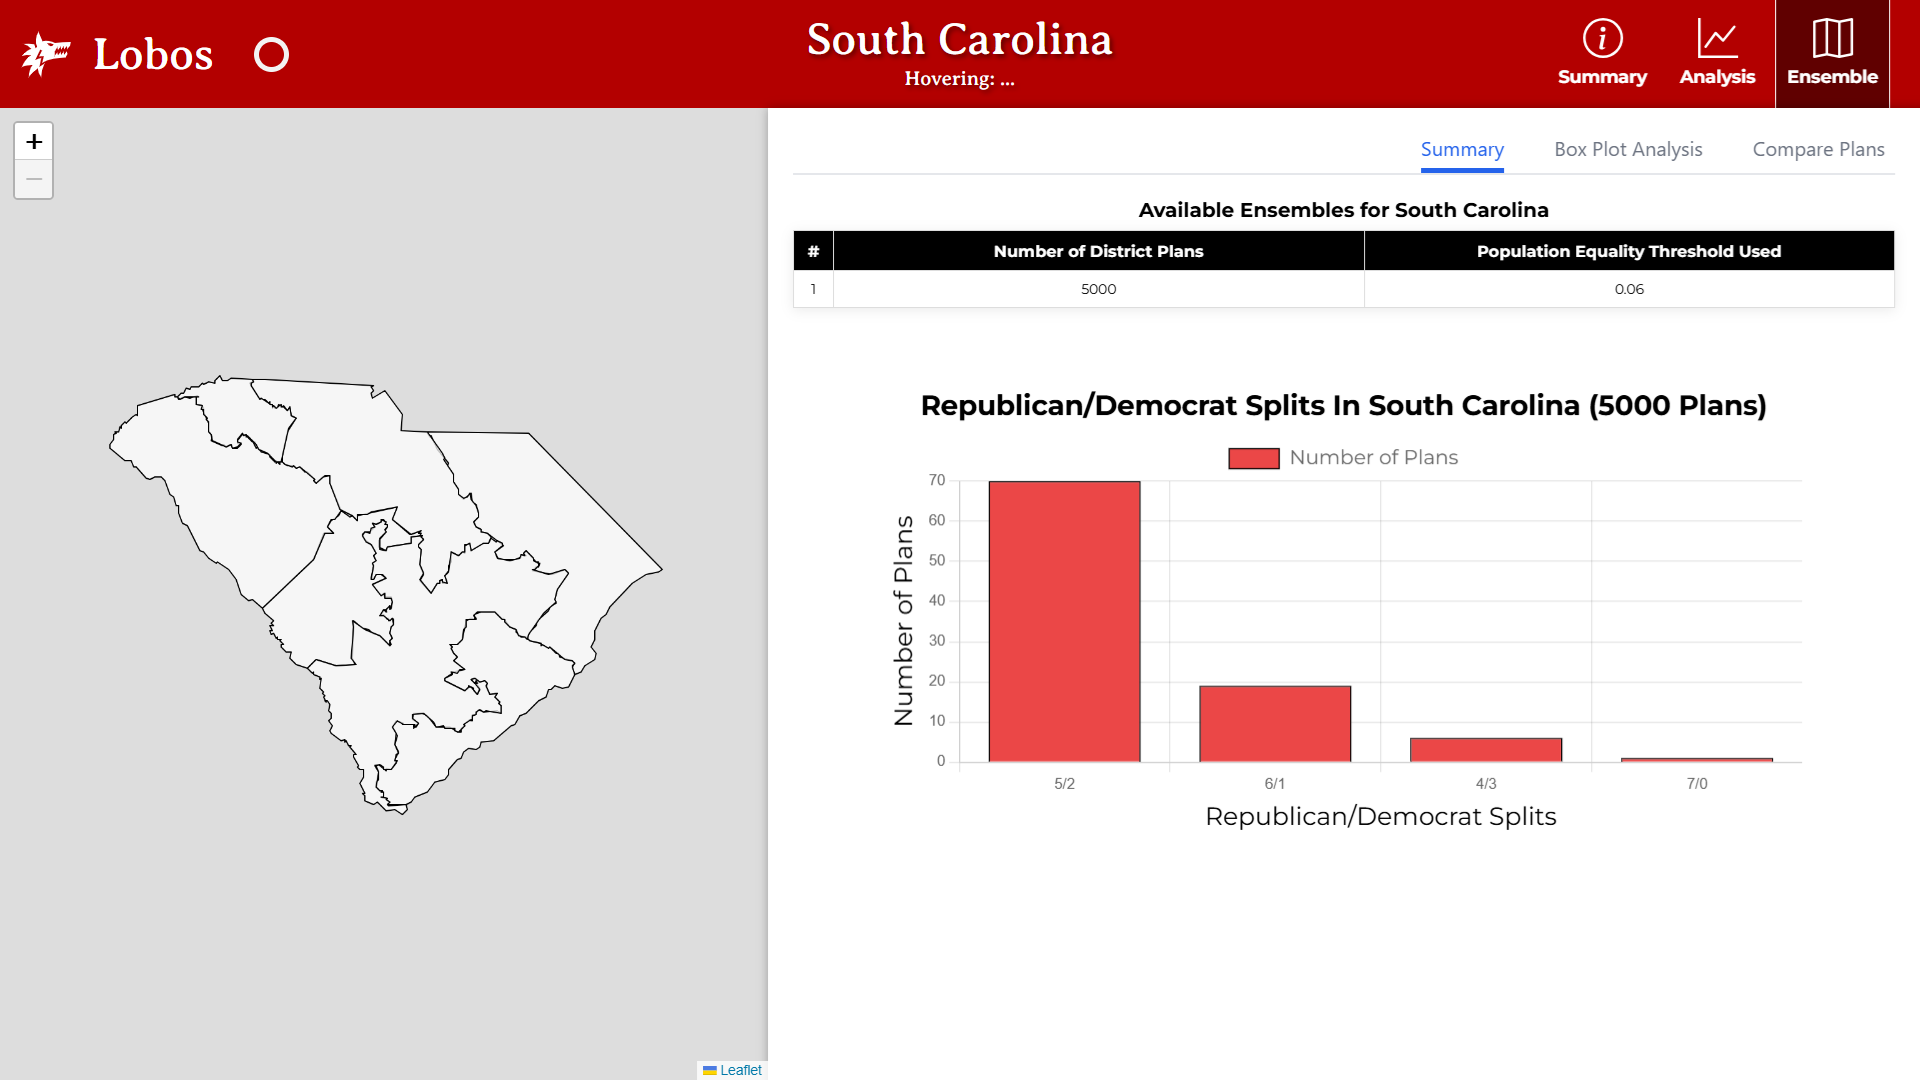 Lobos
South Carolina
Hovering: ...
Summary
Analysis
Ensemble
+
−
Summary
Box Plot Analysis
Compare Plans
Available Ensembles for South Carolina
# Number of District Plans Population Equality Threshold Used
1 5000 0.06
Republican/Democrat Splits In South Carolina (5000 Plans)
Number of Plans
Number of Plans
70
60
50
40
30
20
10
0
5/2 6/1 4/3 7/0
Republican/Democrat Splits
Leaflet